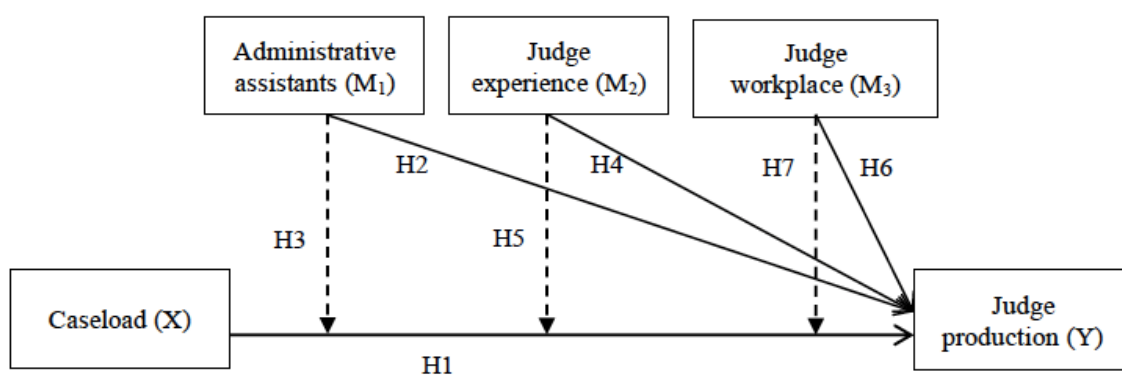 Administrative
assistants (M₁)
Judge
experience (M₂)
Judge
workplace (M₃)
H2
H4
H7
H6
H3
H5
Caseload (X)
Judge
production (Y)
H1